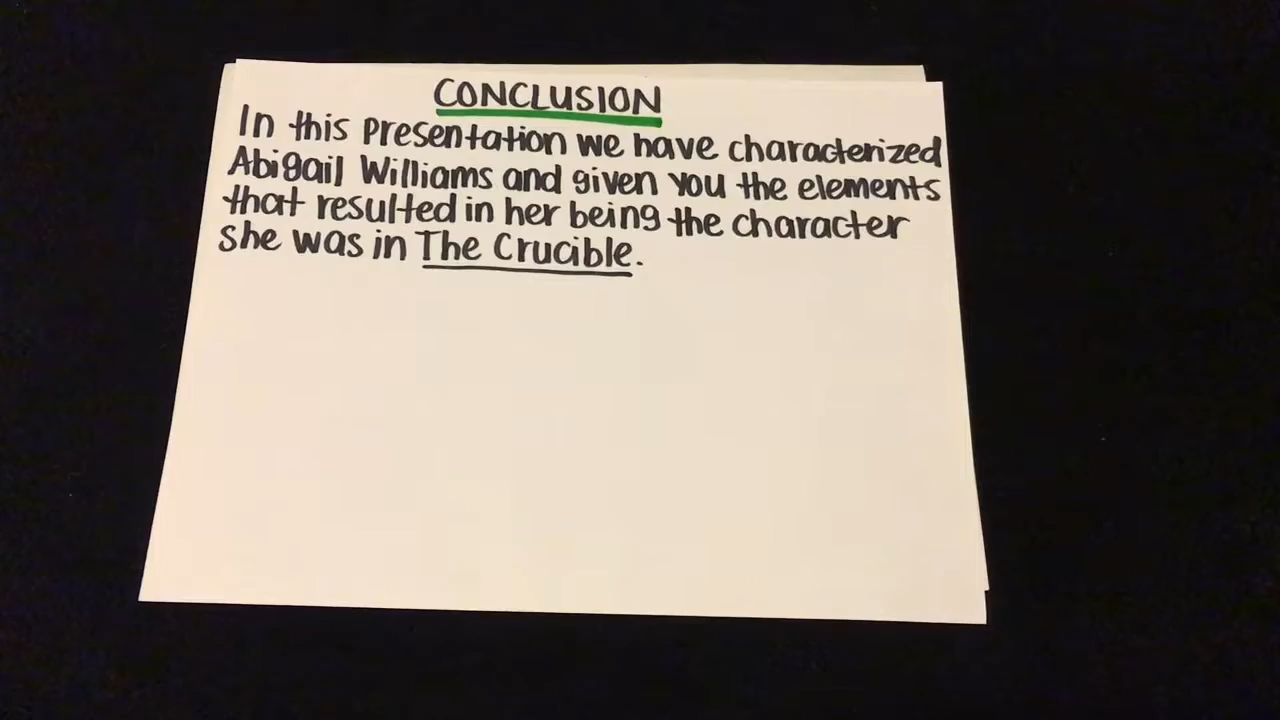 CONCLUSION
In this presentation we have characterized
Abigail Williams and given you the elements
that resulted in her being the character
she was in The Crucible.